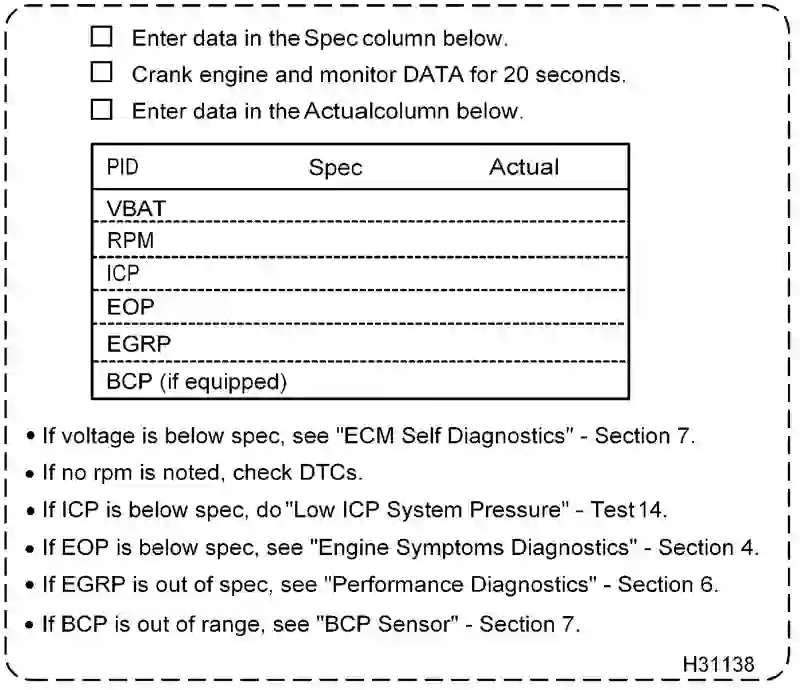 Enter data in the Spec column below.
Crank engine and monitor DATA for 20 seconds.
Enter data in the Actualcolumn below.
PID Spec Actual
VBAT
RPM
ICP
EOP
EGRP
BCP (if equipped)
• If voltage is below spec, see "ECM Self Diagnostics" - Section 7.
• If no rpm is noted, check DTCs.
• If ICP is below spec, do "Low ICP System Pressure" - Test 14.
• If EOP is below spec, see "Engine Symptoms Diagnostics" - Section 4.
• If EGRP is out of spec, see "Performance Diagnostics" - Section 6.
• If BCP is out of range, see "BCP Sensor" - Section 7.
H31138